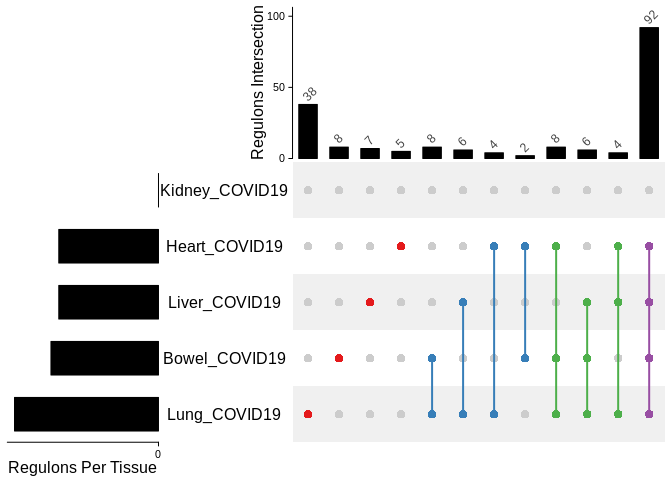 100
50
0
Regulons Intersection
38
8
7
5
8
6
4
2
8
6
4
92
Kidney_COVID19
Heart_COVID19
Liver_COVID19
Bowel_COVID19
Lung_COVID19
0
Regulons Per Tissue